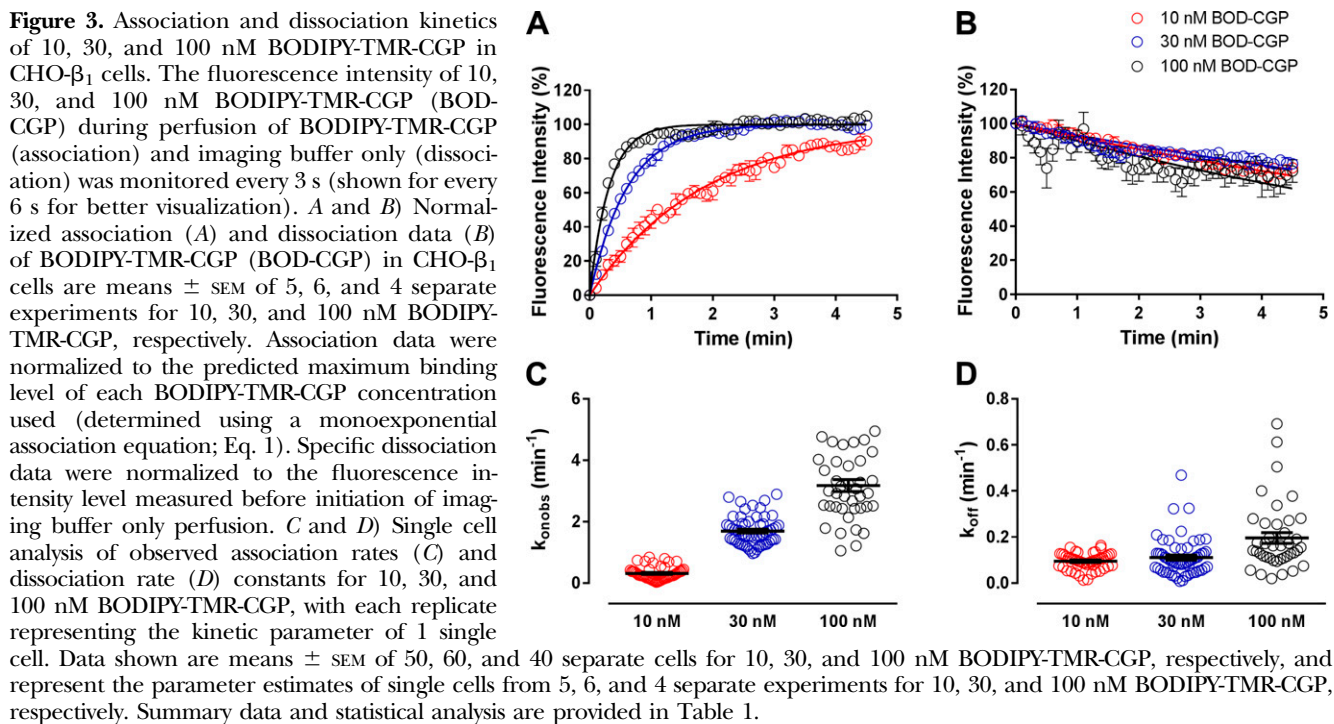 Figure 3. Association and dissociation kinetics
of 10, 30, and 100 nM BODIPY-TMR-CGP in
CHO-β1 cells. The fluorescence intensity of 10,
30, and 100 nM BODIPY-TMR-CGP (BOD-
CGP) during perfusion of BODIPY-TMR-CGP
(association) and imaging buffer only (dissoci-
ation) was monitored every 3 s (shown for every
6 s for better visualization). A and B) Normal-
ized association (A) and dissociation data (B)
of BODIPY-TMR-CGP (BOD-CGP) in CHO-β1
cells are means ± SEM of 5, 6, and 4 separate
experiments for 10, 30, and 100 nM BODIPY-
TMR-CGP, respectively. Association data were
normalized to the predicted maximum binding
level of each BODIPY-TMR-CGP concentration
used (determined using a monoexponential
association equation; Eq. 1). Specific dissociation
data were normalized to the fluorescence in-
tensity level measured before initiation of imag-
ing buffer only perfusion. C and D) Single cell
analysis of observed association rates (C) and
dissociation rate (D) constants for 10, 30, and
100 nM BODIPY-TMR-CGP, with each replicate
representing the kinetic parameter of 1 single
cell. Data shown are means ± SEM of 50, 60, and 40 separate cells for 10, 30, and 100 nM BODIPY-TMR-CGP, respectively, and
represent the parameter estimates of single cells from 5, 6, and 4 separate experiments for 10, 30, and 100 nM BODIPY-TMR-CGP,
respectively. Summary data and statistical analysis are provided in Table 1.
A
Fluorescence Intensity (%)
120
100
80
60
40
20
0
0 1 2 3 4 5
Time (min)
B
10 nM BOD-CGP
30 nM BOD-CGP
100 nM BOD-CGP
Fluorescence Intensity (%)
120
100
80
60
40
20
0
0 1 2 3 4 5
Time (min)
C
konobs (min-1)
6
4
2
0
10 nM 30 nM 100 nM
D
koff (min-1)
0.8
0.6
0.4
0.2
0.0
10 nM 30 nM 100 nM